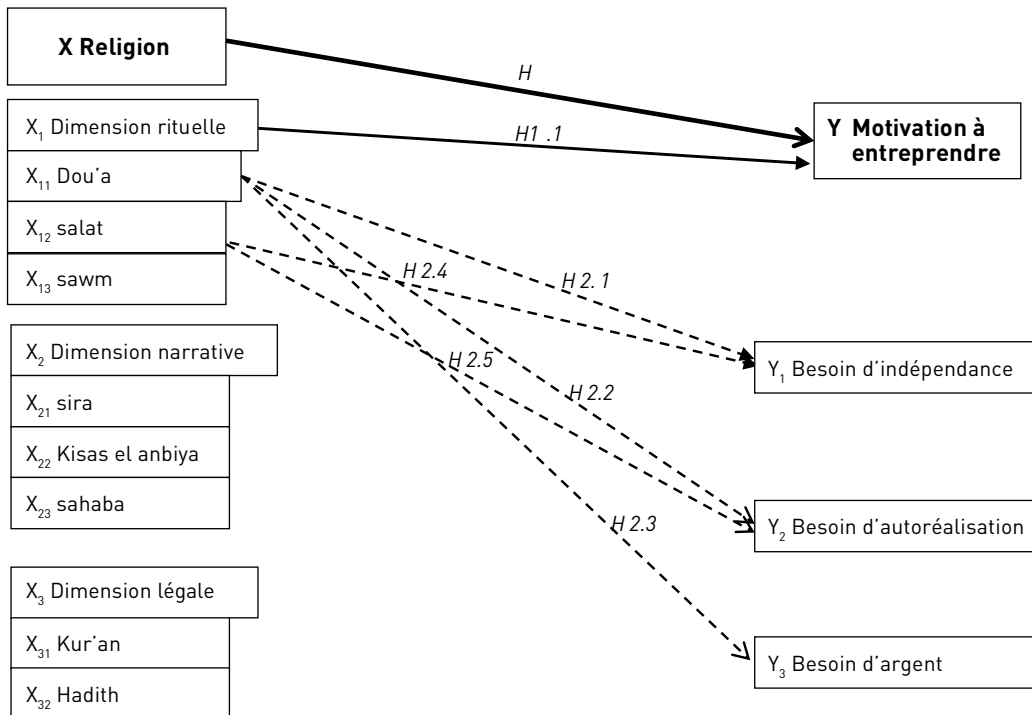 X Religion
H
X₁ Dimension rituelle
H1 .1
Y Motivation à
entreprendre
X₁₁ Dou'a
X₁₂ salat
H 2.4
H 2. 1
X₁₃ sawm
X₂ Dimension narrative
H 2.5
Y₁ Besoin d'indépendance
H 2.2
X₂₁ sira
X₂₂ Kisas el anbiya
X₂₃ sahaba
H 2.3
Y₂ Besoin d'autoréalisation
X₃ Dimension légale
X₃₁ Kur'an
Y₃ Besoin d'argent
X₃₂ Hadith